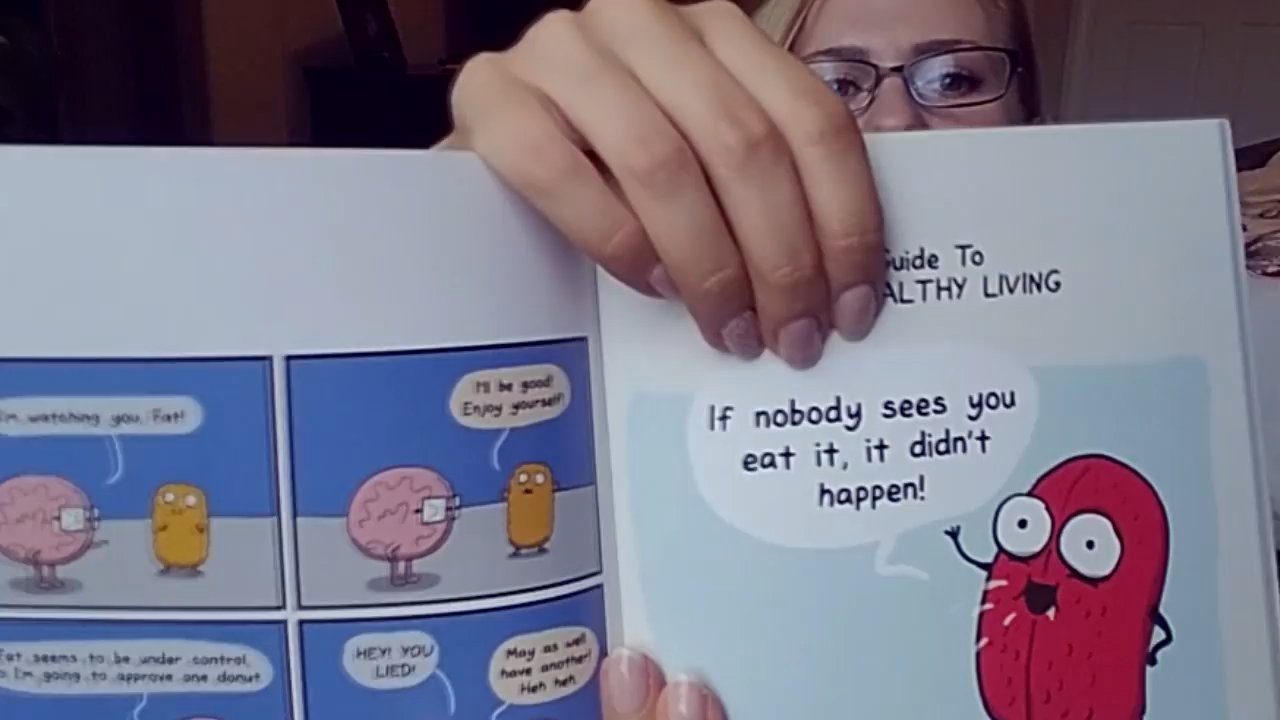 I'm watching you, Fat!
I'll be good!
Enjoy yourself!
Fat seems to be under control,
so I'm going to approve one donut
HEY! YOU
LIED!
May as well
have another!
Heh heh
Guide To
HEALTHY LIVING
If nobody sees you
eat it, it didn't
happen!